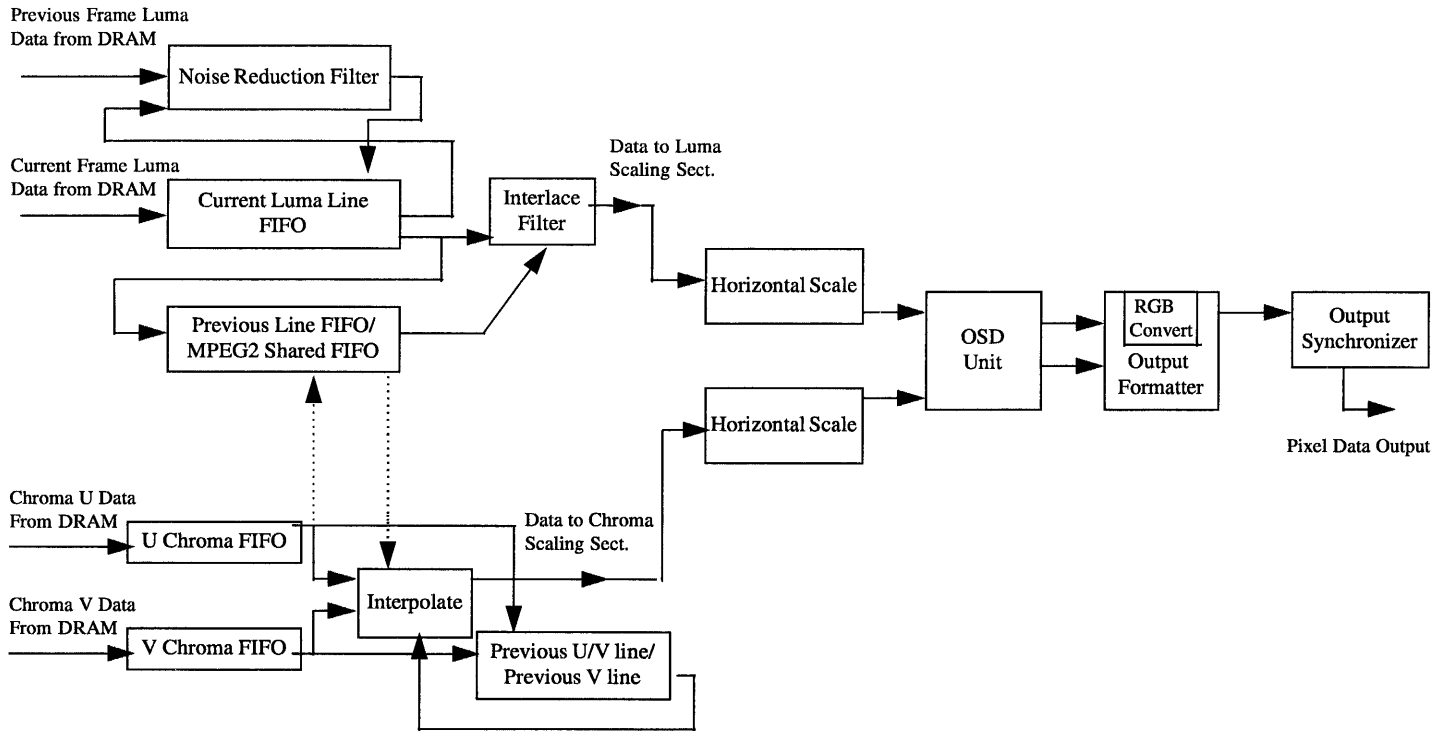 Previous Frame Luma
Data from DRAM
Noise Reduction Filter
Current Frame Luma
Data from DRAM
Current Luma Line
FIFO
Interlace
Filter
Data to Luma
Scaling Sect.
Previous Line FIFO/
MPEG2 Shared FIFO
Horizontal Scale
Horizontal Scale
OSD
Unit
RGB
Convert
Output
Formatter
Output
Synchronizer
Pixel Data Output
Chroma U Data
From DRAM
U Chroma FIFO
Data to Chroma
Scaling Sect.
Interpolate
Chroma V Data
From DRAM
V Chroma FIFO
Previous U/V line/
Previous V line